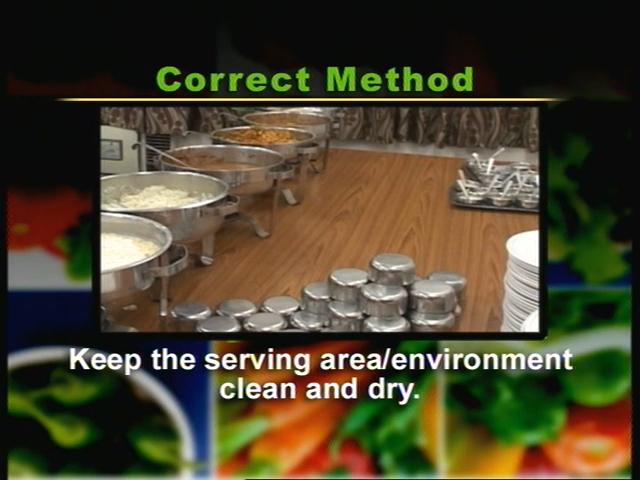 Correct Method
Keep the serving area/environment
clean and dry.